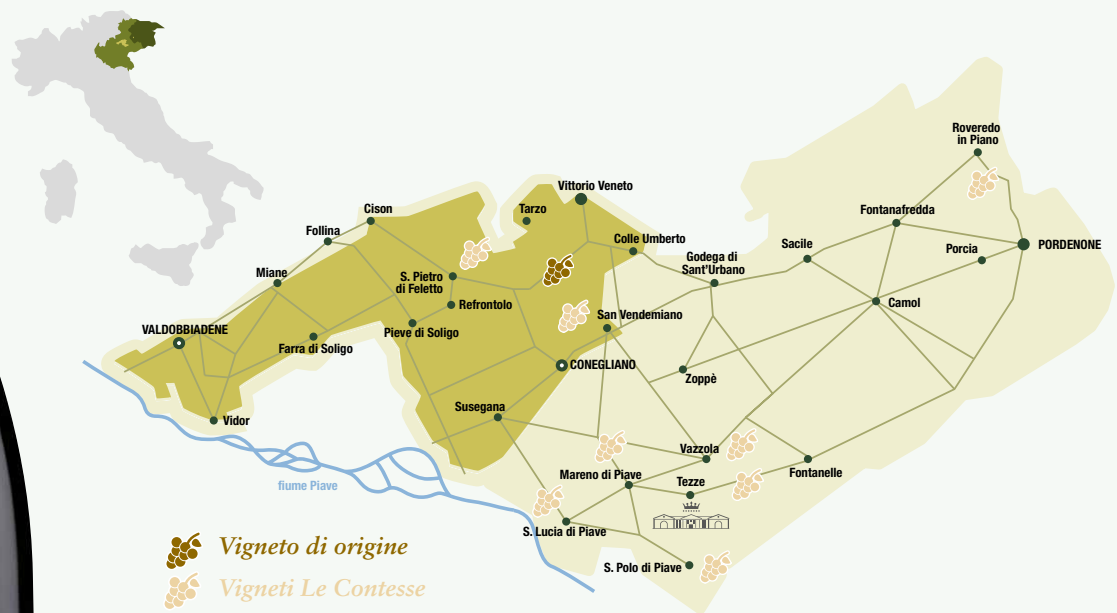 Roveredo
in Piano
Vittorio Veneto
Cison
Tarzo
Fontanafredda
Follina
Colle Umberto
Sacile
Porcia
PORDENONE
Godega di
Sant'Urbano
Miane
S. Pietro
di Feletto
Refrontolo
Camol
San Vendemiano
VALDOBBIADENE
Pieve di Soligo
Farra di Soligo
CONEGLIANO
Zoppè
Susegana
Vidor
Vazzola
Mareno di Piave
Tezze
Fontanelle
fiume Piave
S. Lucia di Piave
S. Polo di Piave
Vigneto di origine
Vigneti Le Contesse